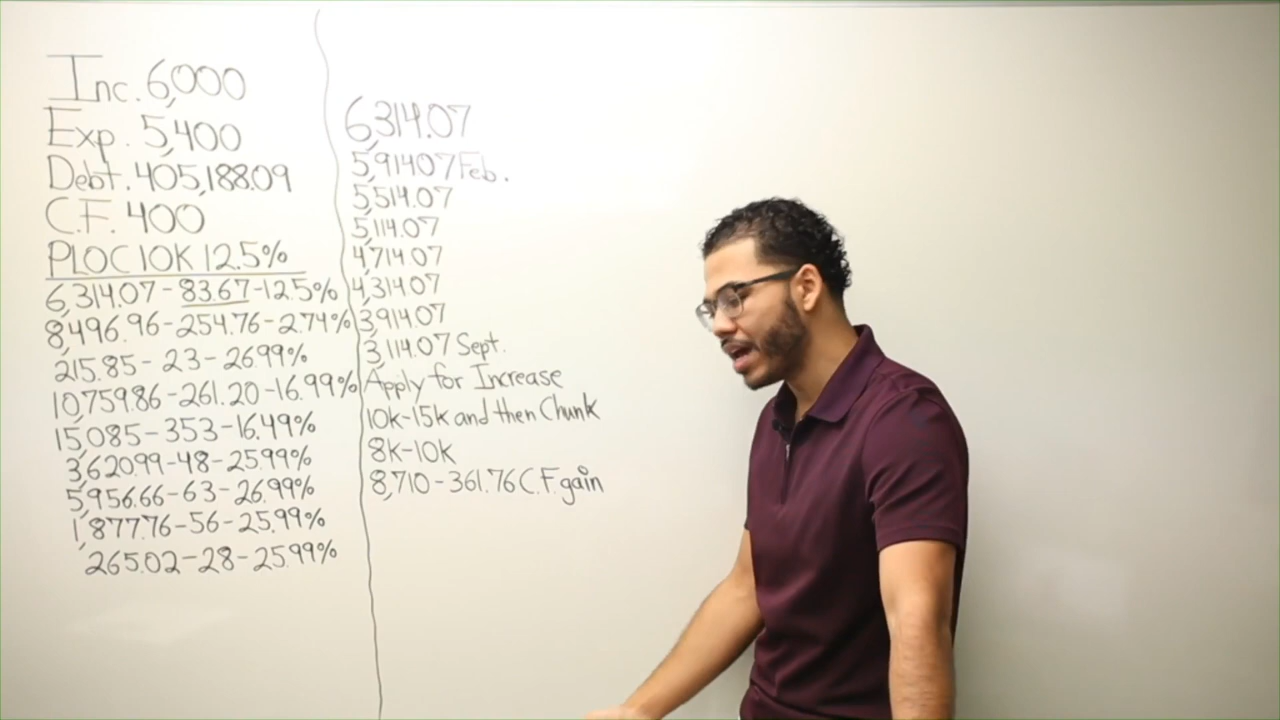 Inc. 6,000
Exp. 5,400
Debt. 405,188.09
C.F. 400
PLOC 10K 12.5%
6,314.07-83.67-12.5%
8,496.96-254.76-2.74%
215.85-23-26.99%
10,759.86-261.20-16.99%
15,085-353-16.49%
3,620.99-48-25.99%
5,956.66-63-26.99%
1,877.76-56-25.99%
265.02-28-25.99%
6,314.07
5,914.07 Feb.
5,514.07
5,114.07
4,714.07
4,314.07
3,914.07
3,114.07 Sept.
Apply for Increase
10k-15k and then Chunk
8k-10k
8,710-361.76 C.F. gain